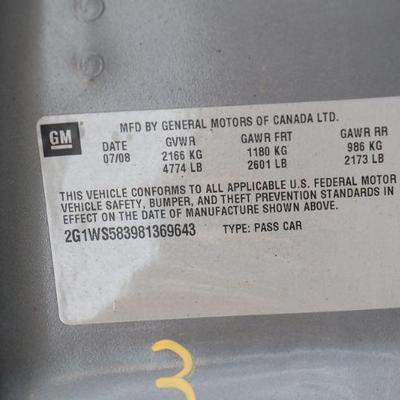 GM
MFD BY GENERAL MOTORS OF CANADA LTD.
DATE GVWR GAWR FRT GAWR RR
07/08 2166 KG 1180 KG 986 KG
4774 LB 2601 LB 2173 LB
THIS VEHICLE CONFORMS TO ALL APPLICABLE U.S. FEDERAL MOTOR
VEHICLE SAFETY, BUMPER, AND THEFT PREVENTION STANDARDS IN
EFFECT ON THE DATE OF MANUFACTURE SHOWN ABOVE.
2G1WS583981369643 TYPE: PASS CAR
3